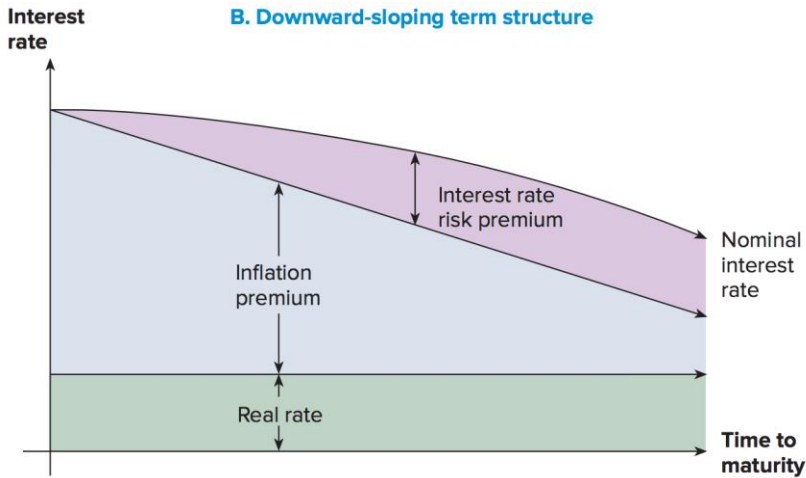 Interest
rate
B. Downward-sloping term structure
Interest rate
risk premium
Nominal
interest
rate
Inflation
premium
Real rate
Time to
maturity